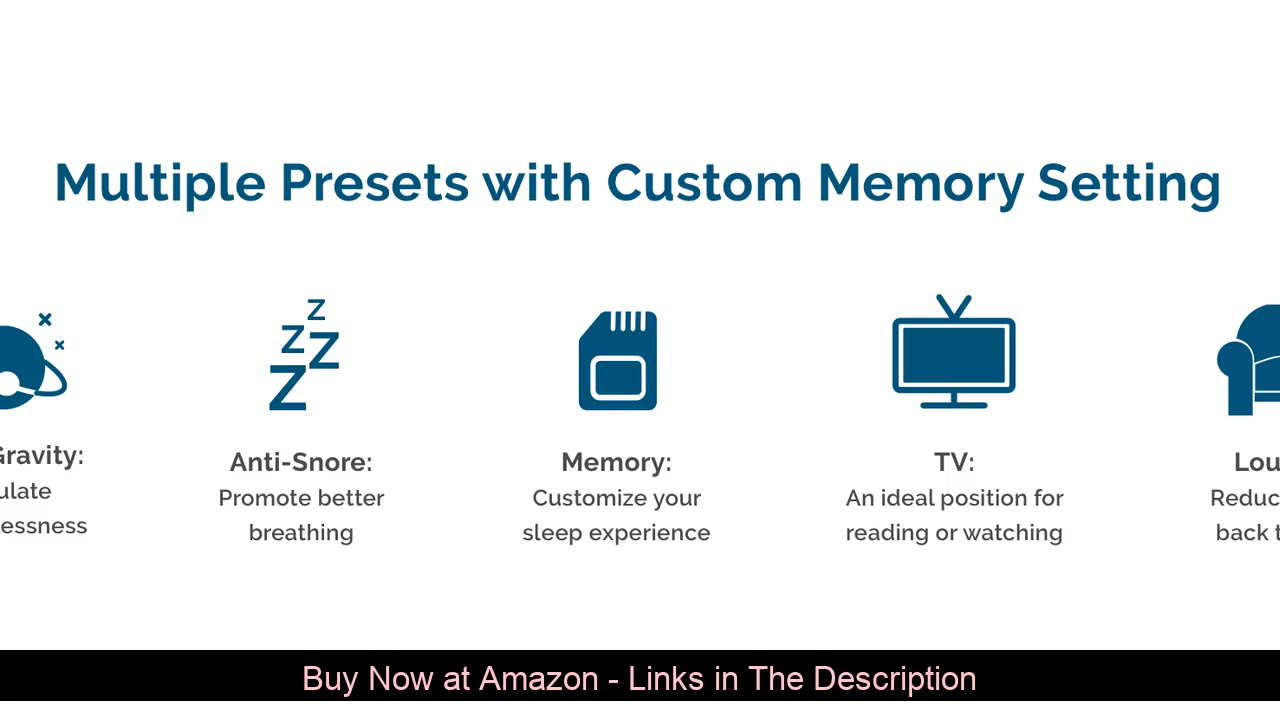 Multiple Presets with Custom Memory Setting
Gravity:
ulate
lessness
Anti-Snore:
Promote better
breathing
Memory:
Customize your
sleep experience
TV:
An ideal position for
reading or watching
Lou
Reduc
back t
Buy Now at Amazon - Links in The Description